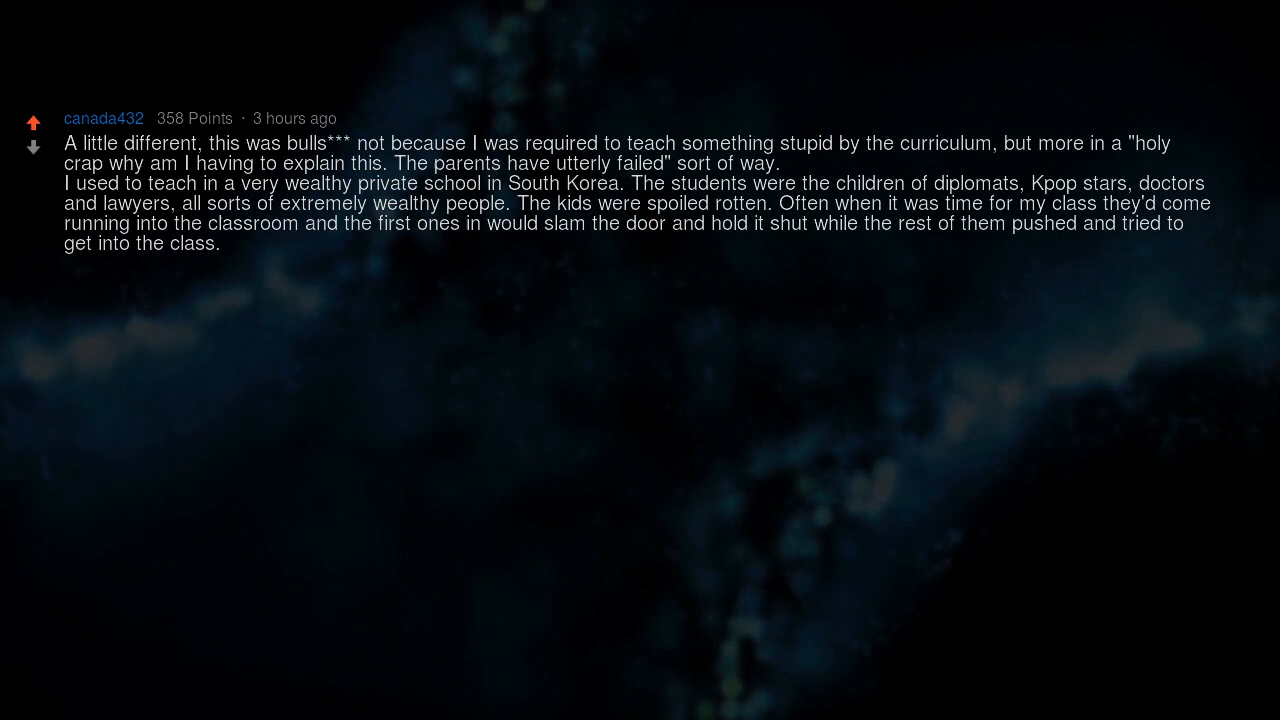 canada432 358 Points · 3 hours ago
A little different, this was bulls*** not because I was required to teach something stupid by the curriculum, but more in a "holy
crap why am I having to explain this. The parents have utterly failed" sort of way.
I used to teach in a very wealthy private school in South Korea. The students were the children of diplomats, Kpop stars, doctors
and lawyers, all sorts of extremely wealthy people. The kids were spoiled rotten. Often when it was time for my class they'd come
running into the classroom and the first ones in would slam the door and hold it shut while the rest of them pushed and tried to
get into the class.